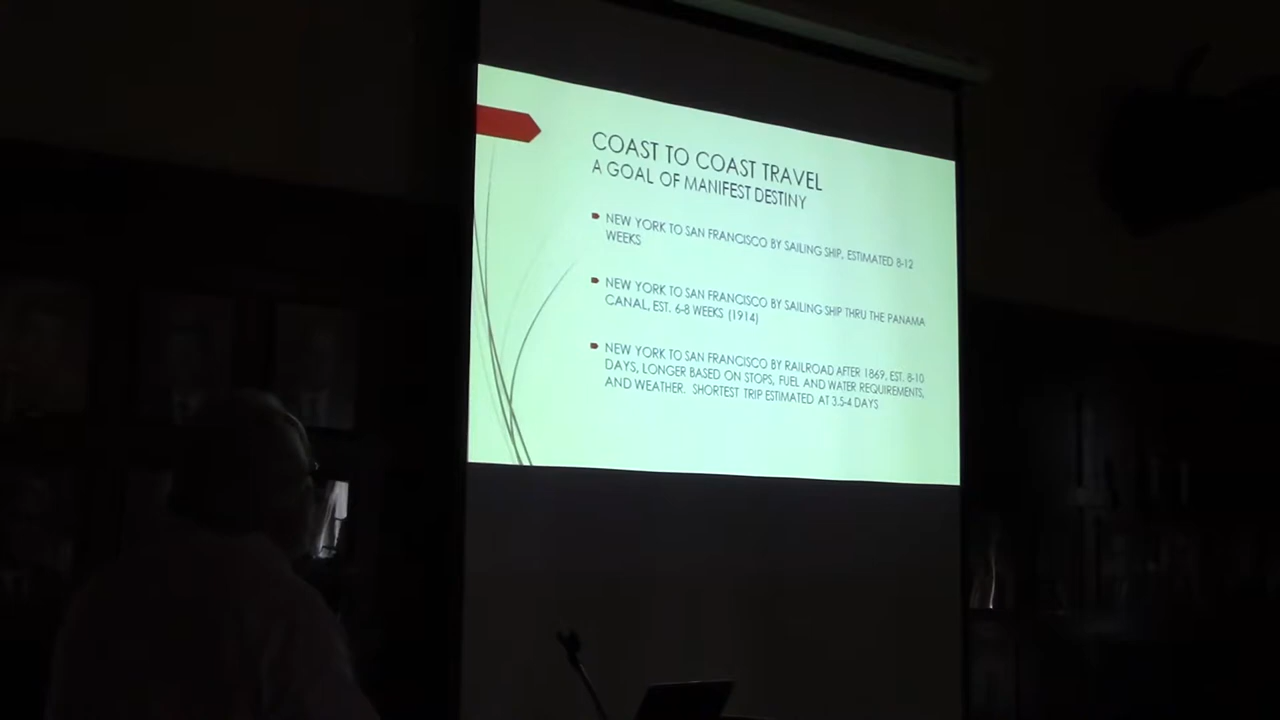 COAST TO COAST TRAVEL
A GOAL OF MANIFEST DESTINY
NEW YORK TO SAN FRANCISCO BY SAILING SHIP, ESTIMATED 8-12
WEEKS
NEW YORK TO SAN FRANCISCO BY SAILING SHIP THRU THE PANAMA
CANAL, EST. 6-8 WEEKS (1914)
NEW YORK TO SAN FRANCISCO BY RAILROAD AFTER 1869, EST. 8-10
DAYS, LONGER BASED ON STOPS, FUEL AND WATER REQUIREMENTS,
AND WEATHER. SHORTEST TRIP ESTIMATED AT 3.5-4 DAYS